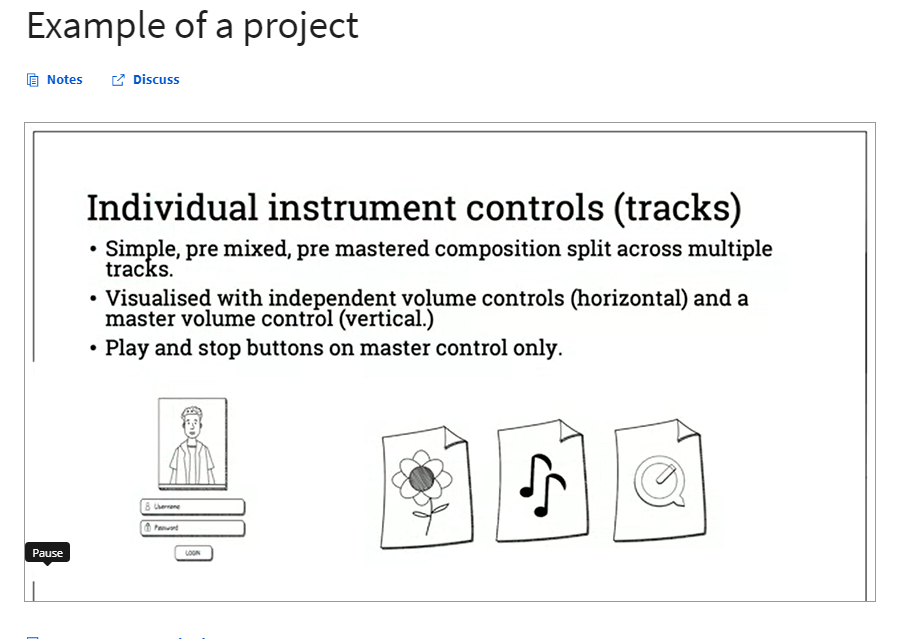 Example of a project
Notes Discuss
Individual instrument controls (tracks)
• Simple, pre mixed, pre mastered composition split across multiple
tracks.
• Visualised with independent volume controls (horizontal) and a
master volume control (vertical.)
• Play and stop buttons on master control only.
Username
Password
LOGIN
Pause